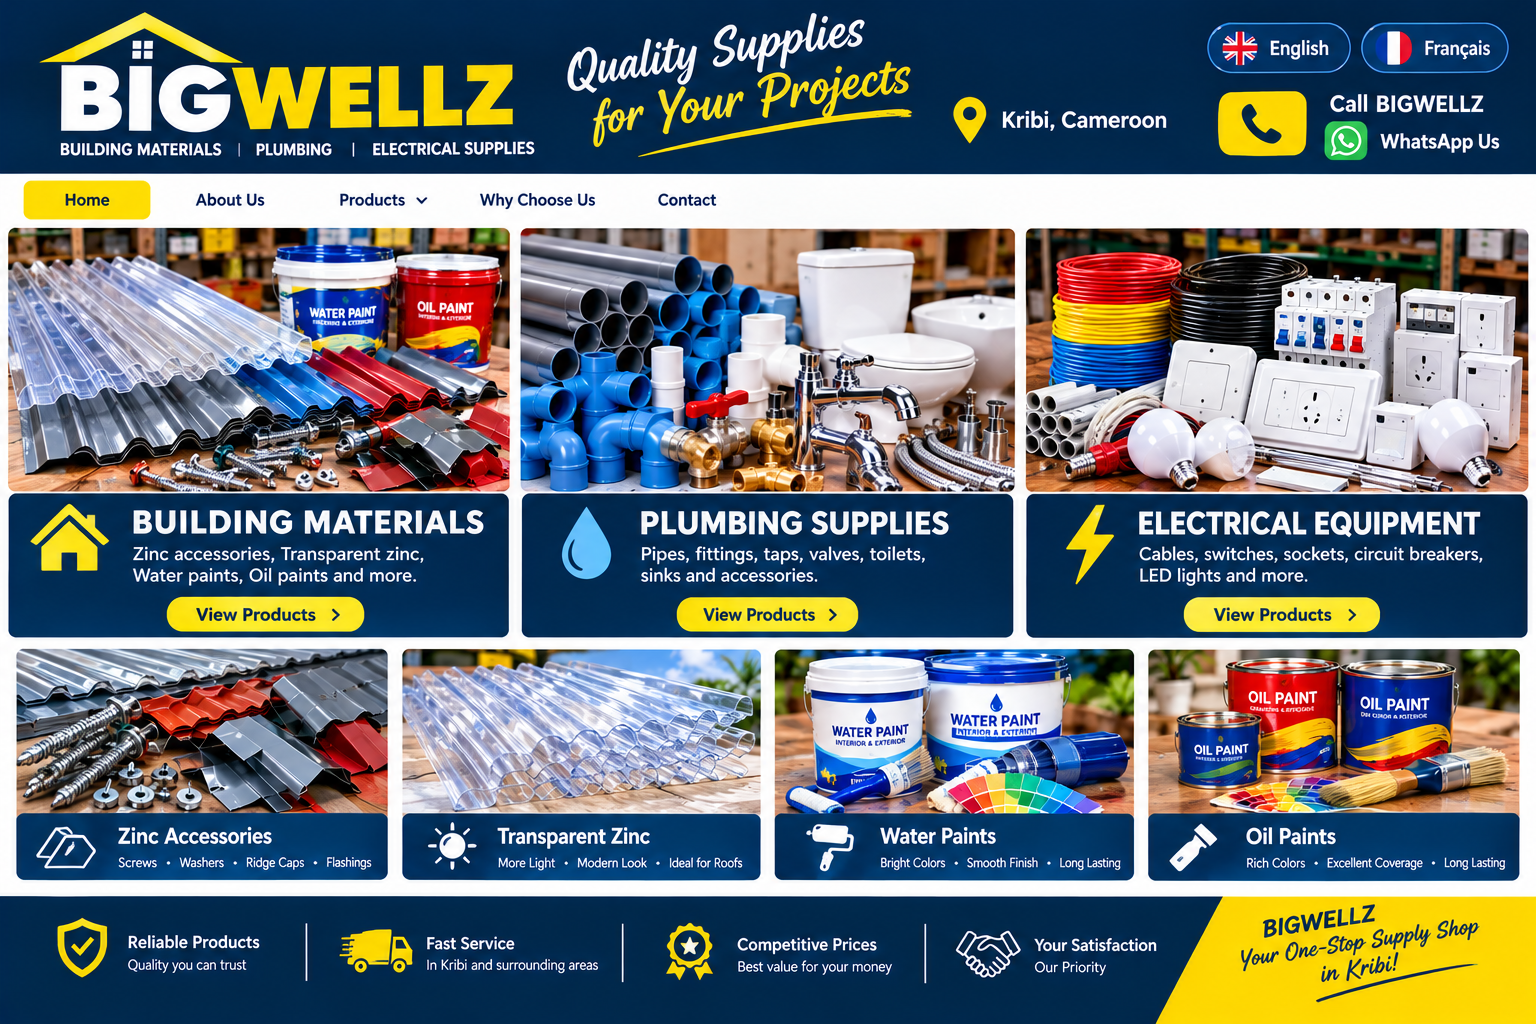 BIGWELLZ
BUILDING MATERIALS | PLUMBING | ELECTRICAL SUPPLIES
Quality Supplies
for Your Projects
Kribi, Cameroon
English
Français
Call BIGWELLZ
WhatsApp Us
Home
About Us
Products
Why Choose Us
Contact
WATER PAINT
OIL PAINT
BUILDING MATERIALS
Zinc accessories, Transparent zinc,
Water paints, Oil paints and more.
View Products
PLUMBING SUPPLIES
Pipes, fittings, taps, valves, toilets,
sinks and accessories.
View Products
ELECTRICAL EQUIPMENT
Cables, switches, sockets, circuit breakers,
LED lights and more.
View Products
Zinc Accessories
Screws • Washers • Ridge Caps • Flashings
Transparent Zinc
More Light • Modern Look • Ideal for Roofs
WATER PAINT
INTERIOR & EXTERIOR
WATER PAINT
INTERIOR & EXTERIOR
Water Paints
Bright Colors • Smooth Finish • Long Lasting
OIL PAINT
OIL PAINT
OIL PAINT
Oil Paints
Rich Colors • Excellent Coverage • Long Lasting
Reliable Products
Quality you can trust
Fast Service
In Kribi and surrounding areas
Competitive Prices
Best value for your money
Your Satisfaction
Our Priority
BIGWELLZ
Your One-Stop Supply Shop
in Kribi!